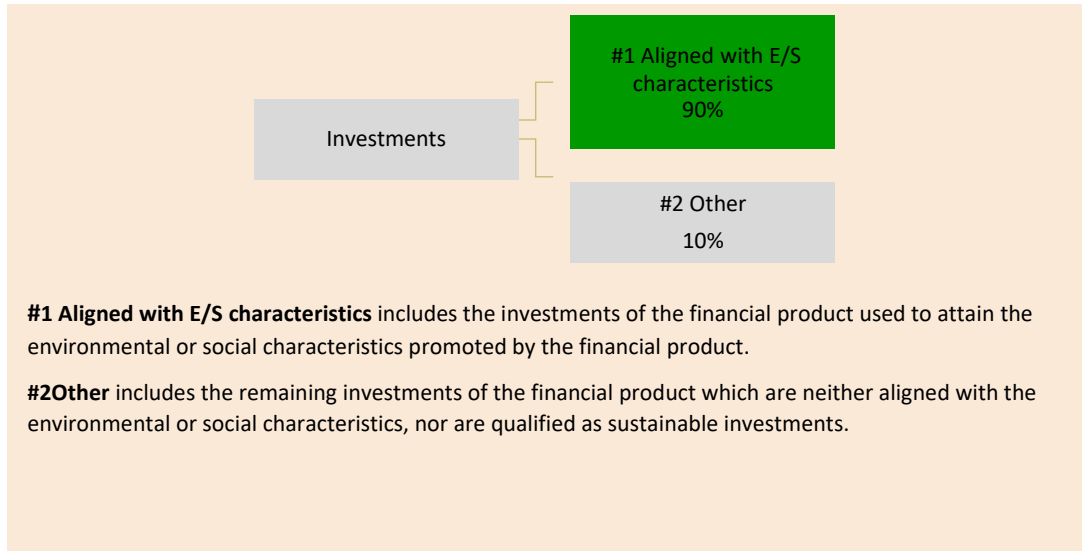 #1 Aligned with E/S
characteristics
90%
Investments
#2 Other
10%
#1 Aligned with E/S characteristics includes the investments of the financial product used to attain the
environmental or social characteristics promoted by the financial product.
#2Other includes the remaining investments of the financial product which are neither aligned with the
environmental or social characteristics, nor are qualified as sustainable investments.